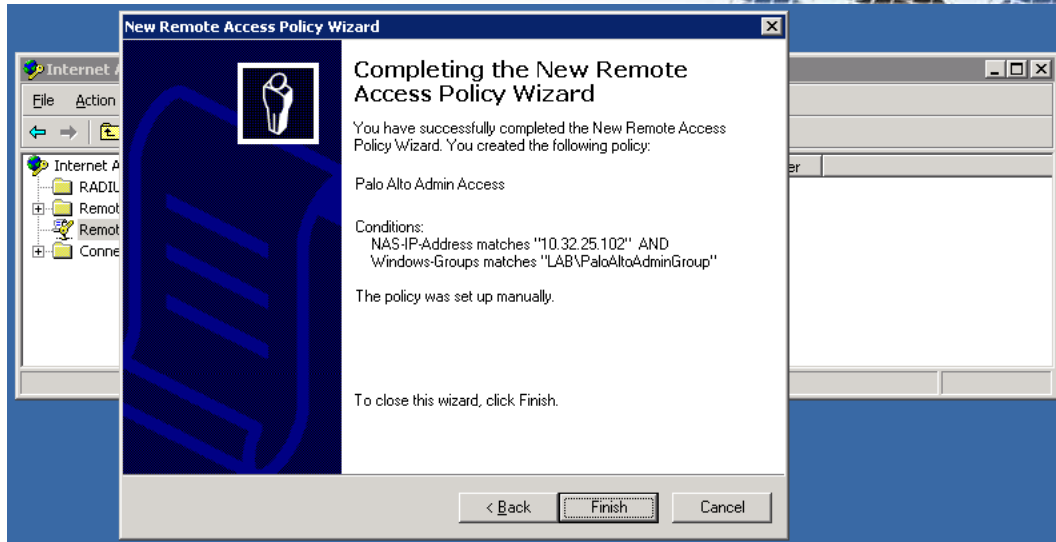 New Remote Access Policy Wizard
Internet A
File Action
Internet A
RADIU
Remot
Remot
Conne
er
Completing the New Remote
Access Policy Wizard
You have successfully completed the New Remote Access
Policy Wizard. You created the following policy:
Palo Alto Admin Access
Conditions:
NAS-IP-Address matches "10.32.25.102" AND
Windows-Groups matches "LAB\PaloAltoAdminGroup"
The policy was set up manually.
To close this wizard, click Finish.
< Back Finish Cancel